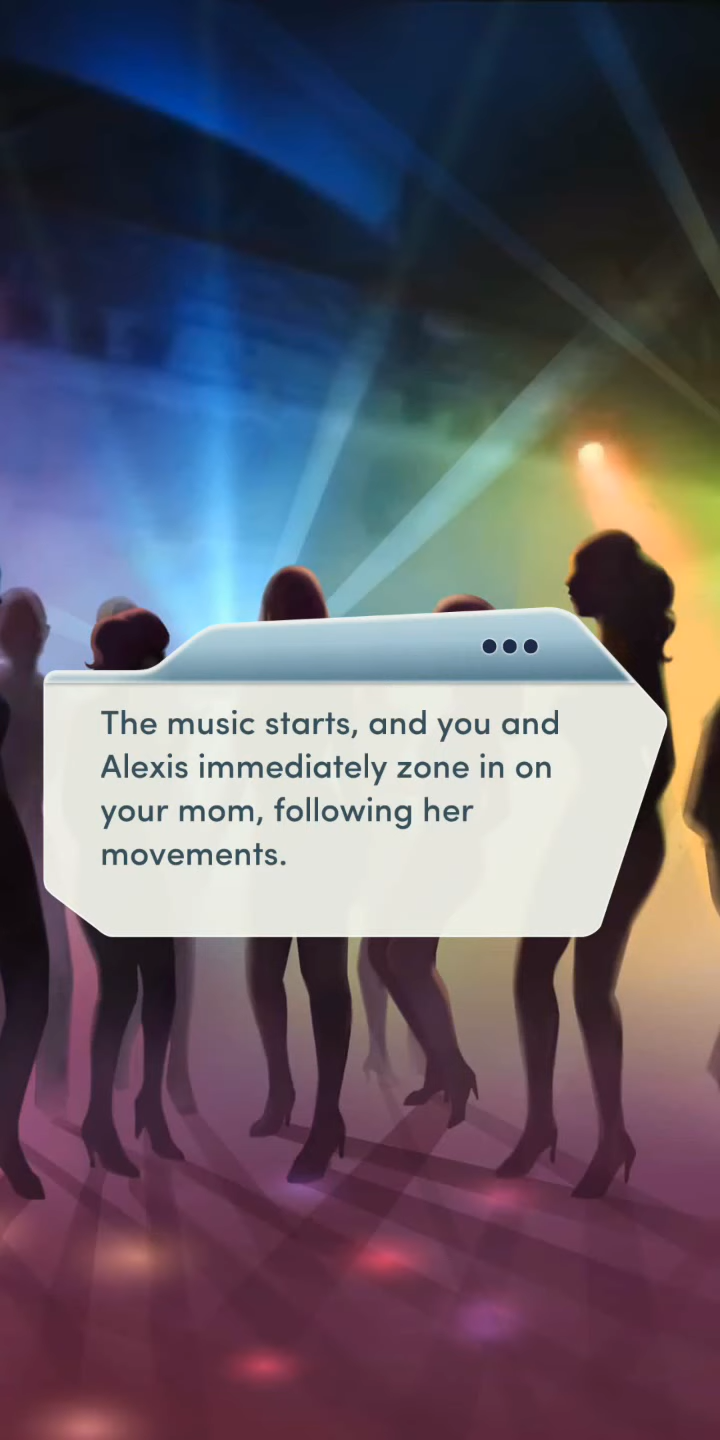 The music starts, and you and
Alexis immediately zone in on
your mom, following her
movements.